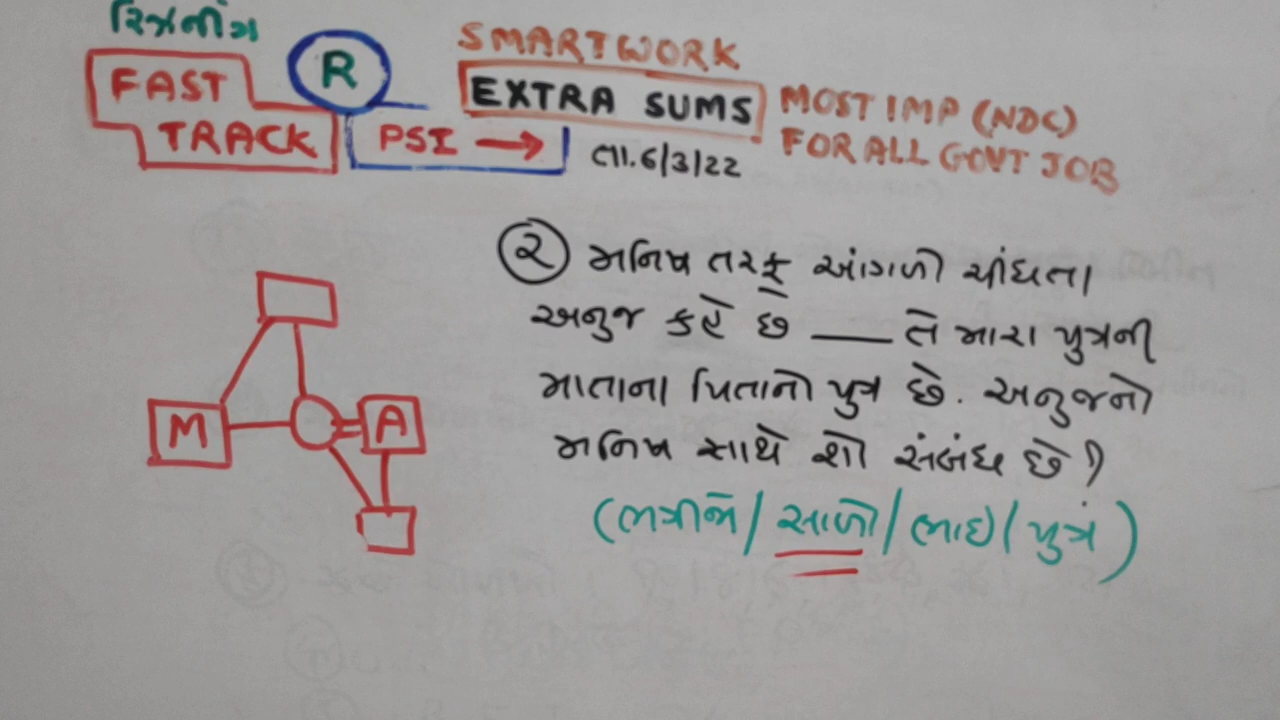 રિઝનીંગ
R
FAST
TRACK
PSI →
SMARTWORK
EXTRA SUMS
MOST IMP (NDC)
FOR ALL GOVT JOB
તા.6/3/22
૨ મનિષ તરફ આંગળી ચીંધતા
અનુજ કહે છે ___ તે મારા પુત્રની
માતાના પિતાનો પુત્ર છે. અનુજનો
મનિષ સાથે શો સંબંધ છે?
(ભત્રીજો/સાળો/ભાઈ/પુત્ર)
M
A